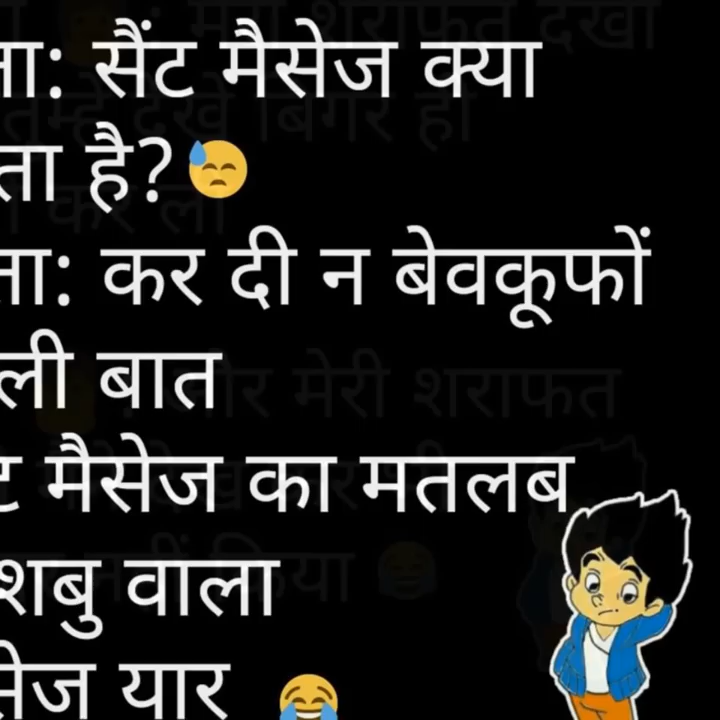 ा: सैंट मैसेज क्या
ता है?
ा: कर दी न बेवकूफों
ली बात
ट मैसेज का मतलब
शबु वाला
सेज यार